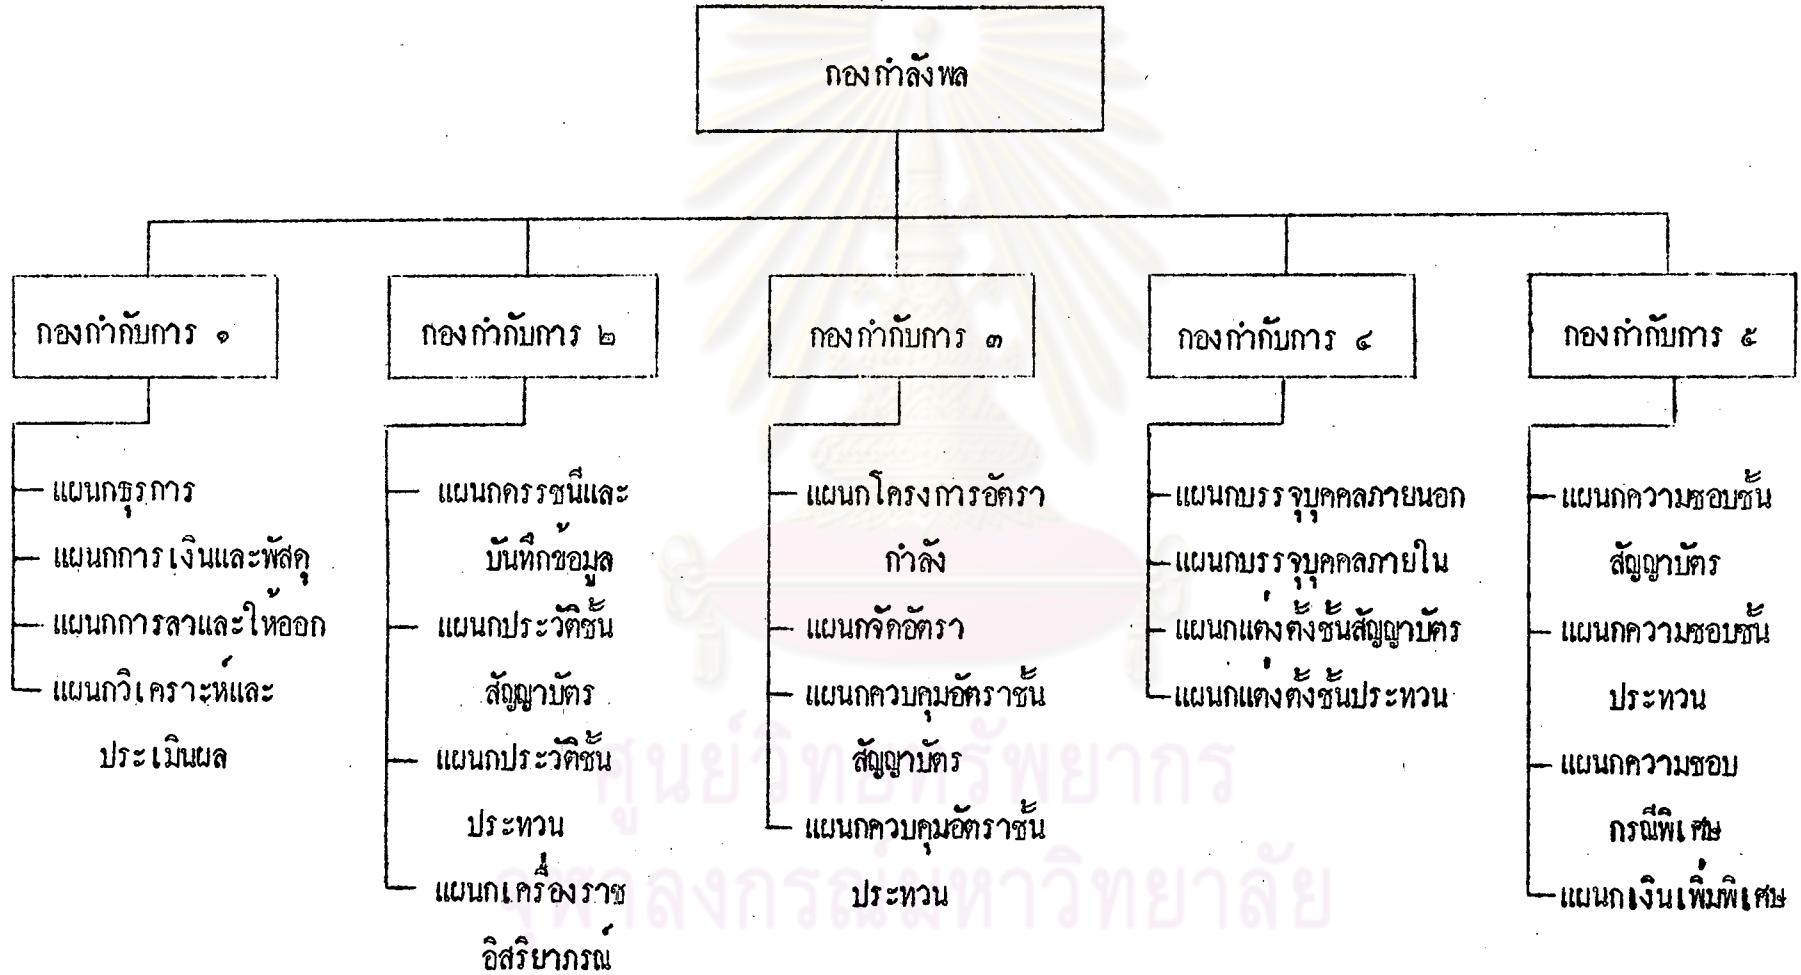 กองกำลังพล
กองกำกับการ ๑
กองกำกับการ ๒
กองกำกับการ ๓
กองกำกับการ ๔
กองกำกับการ ๕
แผนกธุรการ
แผนกการเงินและพัสดุ
แผนกการลาและให้ออก
แผนกวิเคราะห์และ
ประเมินผล
แผนกครรชนีและ
บันทึกข้อมูล
แผนกประวัติชั้น
สัญญาบัตร
แผนกประวัติชั้น
ประทวน
แผนกเครื่องราช
อิสริยาภรณ์
แผนกโครงการอัตรา
กำลัง
แผนกจัดอัตรา
แผนกควบคุมอัตราชั้น
สัญญาบัตร
แผนกควบคุมอัตราชั้น
ประทวน
แผนกบรรจุบุคคลภายนอก
แผนกบรรจุบุคคลภายใน
แผนกแต่งตั้งชั้นสัญญาบัตร
แผนกแต่งตั้งชั้นประทวน
แผนกความชอบชั้น
สัญญาบัตร
แผนกความชอบชั้น
ประทวน
แผนกความชอบ
กรณีพิเศษ
แผนกเงินเพิ่มพิเศษ
ศูนย์วิทยทรัพยากร
จุฬาลงกรณ์มหาวิทยาลัย